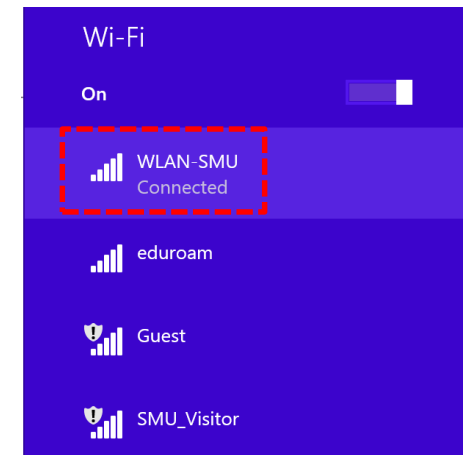 Wi-Fi
On
WLAN-SMU
Connected
eduroam
Guest
SMU_Visitor